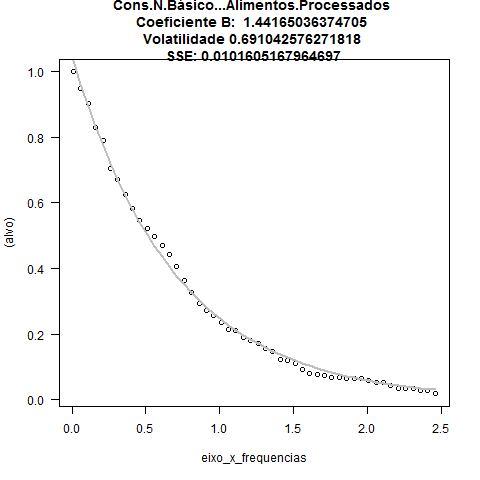 Cons.N.Básico...Alimentos.Processados
Coeficiente B:  1.44165036374705
Volatilidade 0.691042576271818
SSE: 0.0101605167964697
1.0
0.8
0.6
0.4
0.2
0.0
(alvo)
0.0 0.5 1.0 1.5 2.0 2.5
eixo_x_frequencias